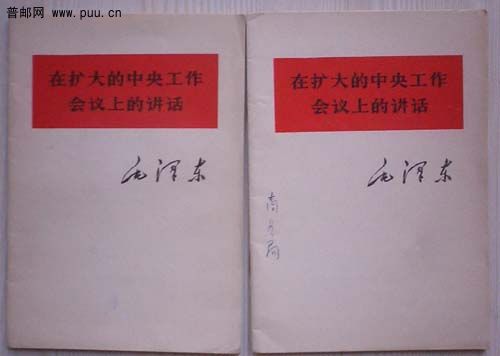 普邮网 www.puu.cn
在扩大的中央工作
会议上的讲话
毛泽东
在扩大的中央工作
会议上的讲话
毛泽东